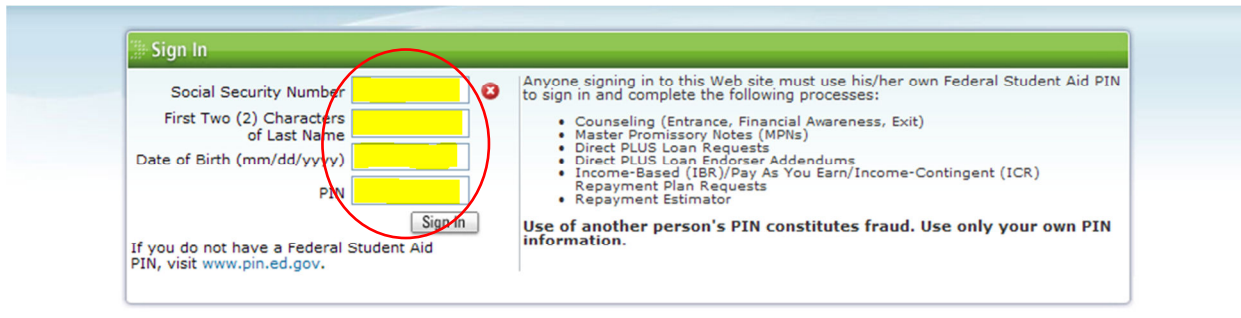 Sign In
Social Security Number
First Two (2) Characters
of Last Name
Date of Birth (mm/dd/yyyy)
PIN
Sign In
If you do not have a Federal Student Aid
PIN, visit www.pin.ed.gov.
Anyone signing in to this Web site must use his/her own Federal Student Aid PIN
to sign in and complete the following processes:
• Counseling (Entrance, Financial Awareness, Exit)
• Master Promissory Notes (MPNs)
• Direct PLUS Loan Requests
• Direct PLUS Loan Endorser Addendums
• Income-Based (IBR)/Pay As You Earn/Income-Contingent (ICR)
Repayment Plan Requests
• Repayment Estimator
Use of another person's PIN constitutes fraud. Use only your own PIN
information.